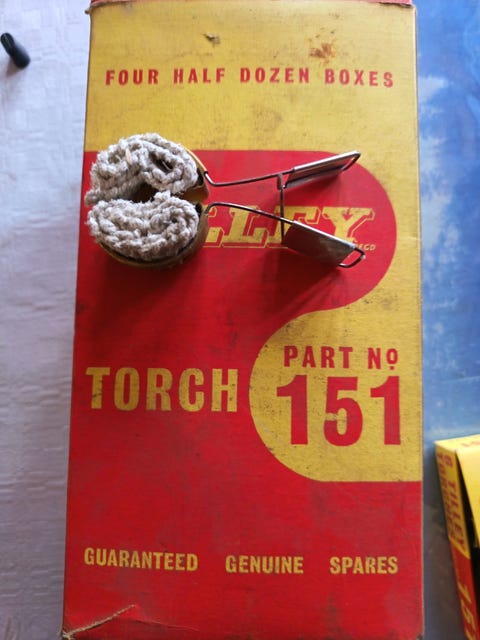 FOUR HALF DOZEN BOXES
TORCH
PART Nº
151
GUARANTEED GENUINE SPARES